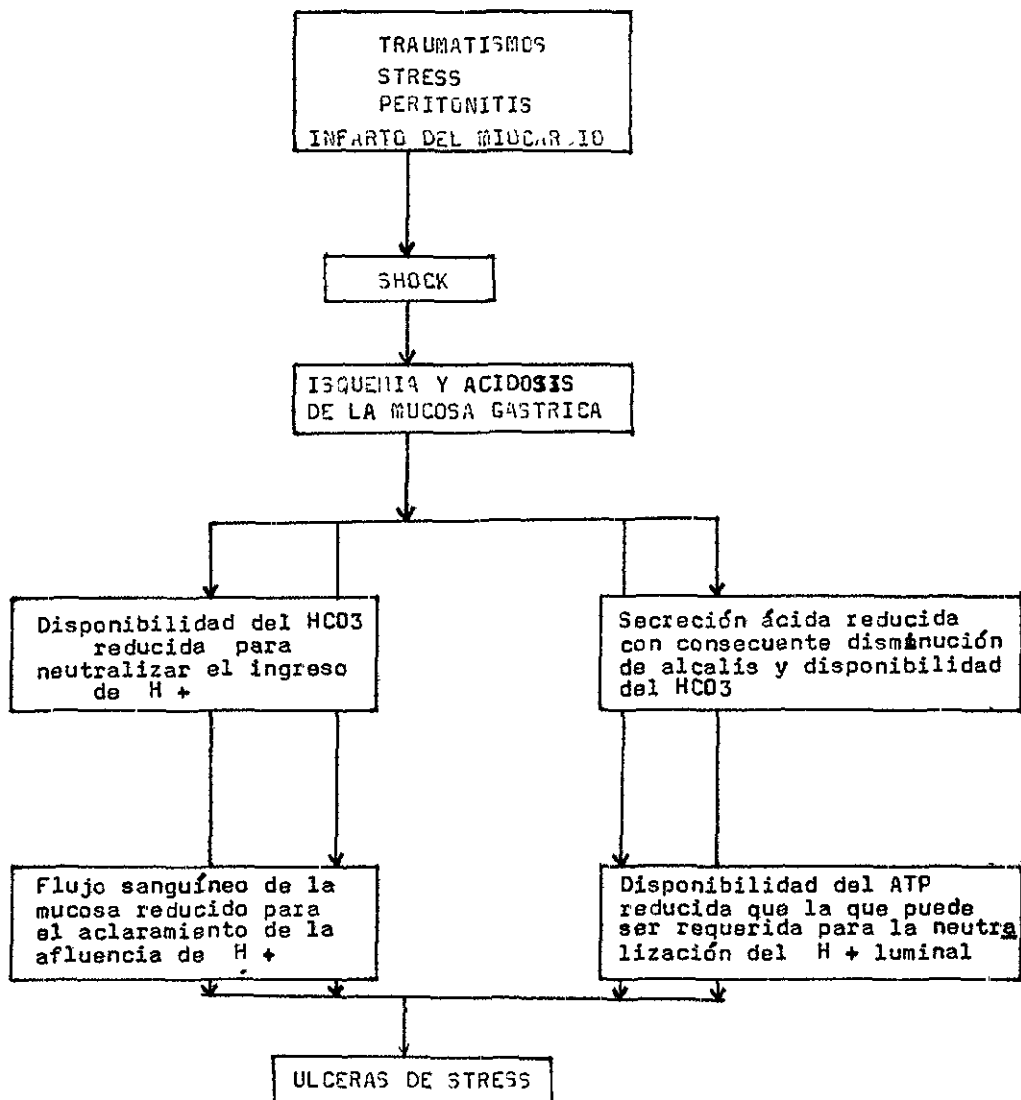 TRAUMATISMOS
STRESS
PERITONITIS
INFARTO DEL MIOCARDIO
SHOCK
ISQUEMIA Y ACIDOSIS
DE LA MUCOSA GASTRICA
Disponibilidad del HCO3
reducida para
neutralizar el ingreso
de H +
Secreción ácida reducida
con consecuente disminución
de alcalis y disponibilidad
del HCO3
Flujo sanguíneo de la
mucosa reducido para
el aclaramiento de la
afluencia de H +
Disponibilidad del ATP
reducida que la que puede
ser requerida para la neutra
lización del H + luminal
ULCERAS DE STRESS